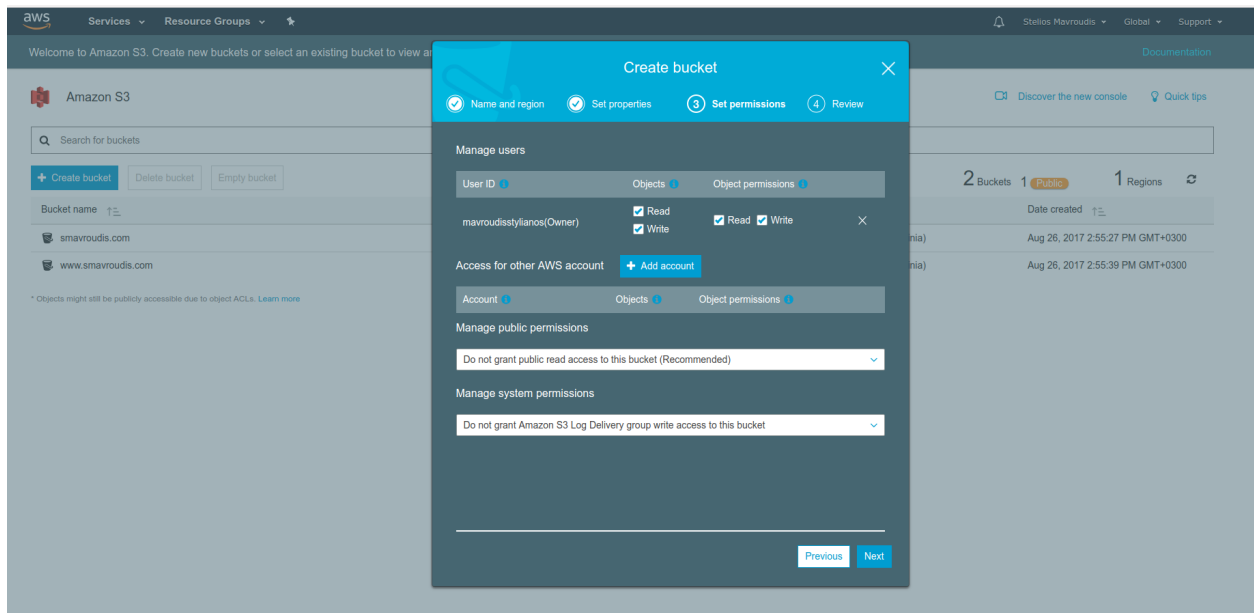 aws Services Resource Groups Stelios Mavroudis Global Support
Welcome to Amazon S3. Create new buckets or select an existing bucket to view Documentation
Amazon S3 Discover the new console Quick tips
Search for buckets
Create bucket Delete bucket Empty bucket 2 Buckets 1 Public 1 Regions
Bucket name Date created
smavroudis.com nia) Aug 26, 2017 2:55:27 PM GMT+0300
www.smavroudis.com nia) Aug 26, 2017 2:55:39 PM GMT+0300
* Objects might still be publicly accessible due to object ACLs. Learn more
Create bucket
Name and region Set properties 3 Set permissions 4 Review
Manage users
User ID Objects Object permissions
mavroudisstylianos(Owner) Read Write Read Write
Access for other AWS account + Add account
Account Objects Object permissions
Manage public permissions
Do not grant public read access to this bucket (Recommended)
Manage system permissions
Do not grant Amazon S3 Log Delivery group write access to this bucket
Previous Next